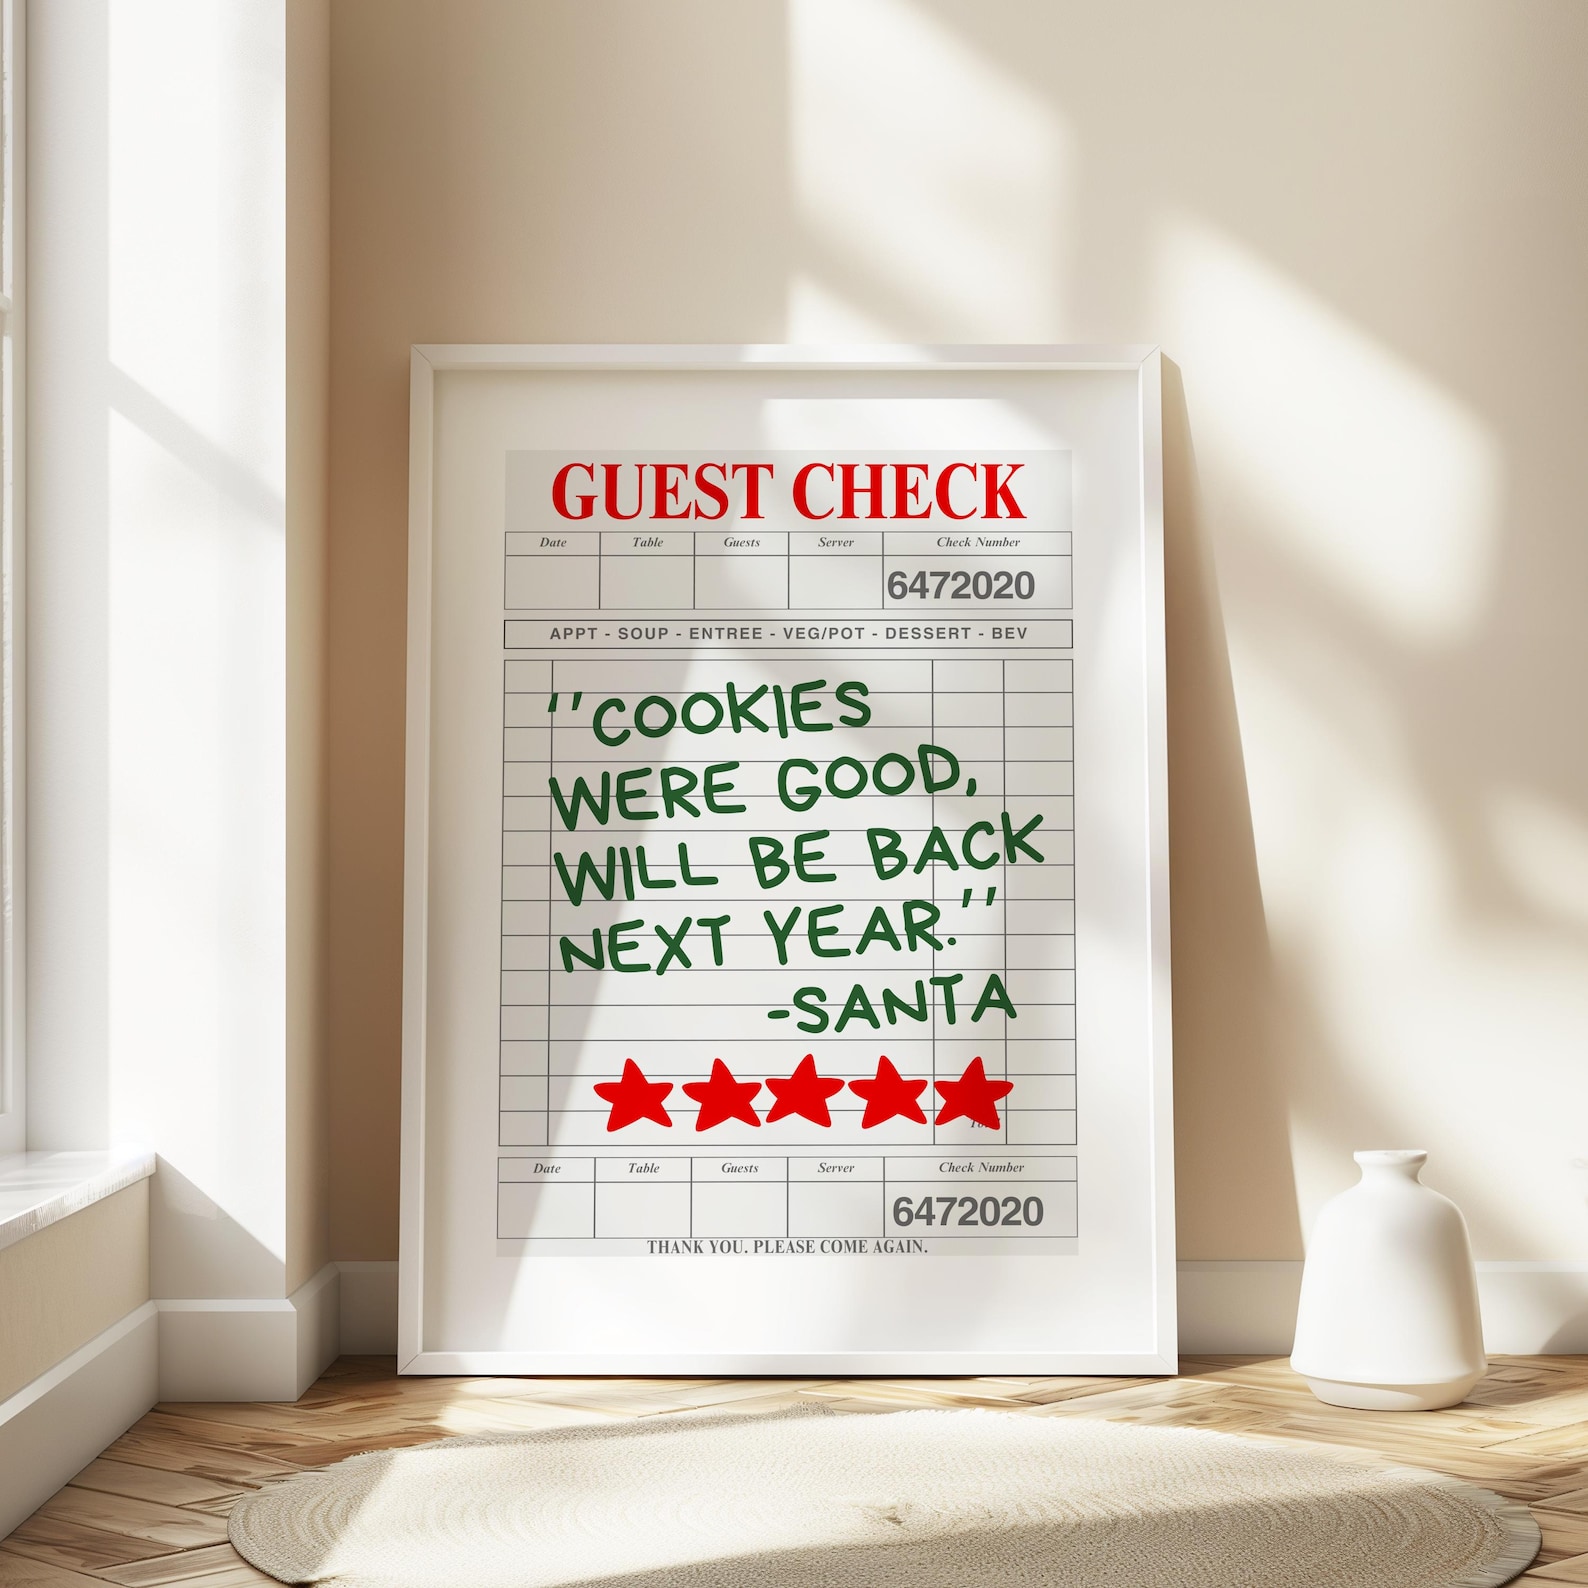 GUEST CHECK
Date Table Guests Server Check Number
6472020
APPT - SOUP - ENTREE - VEG/POT - DESSERT - BEV
"COOKIES
WERE GOOD,
WILL BE BACK
NEXT YEAR."
-SANTA
Date Table Guests Server Check Number
6472020
THANK YOU. PLEASE COME AGAIN.